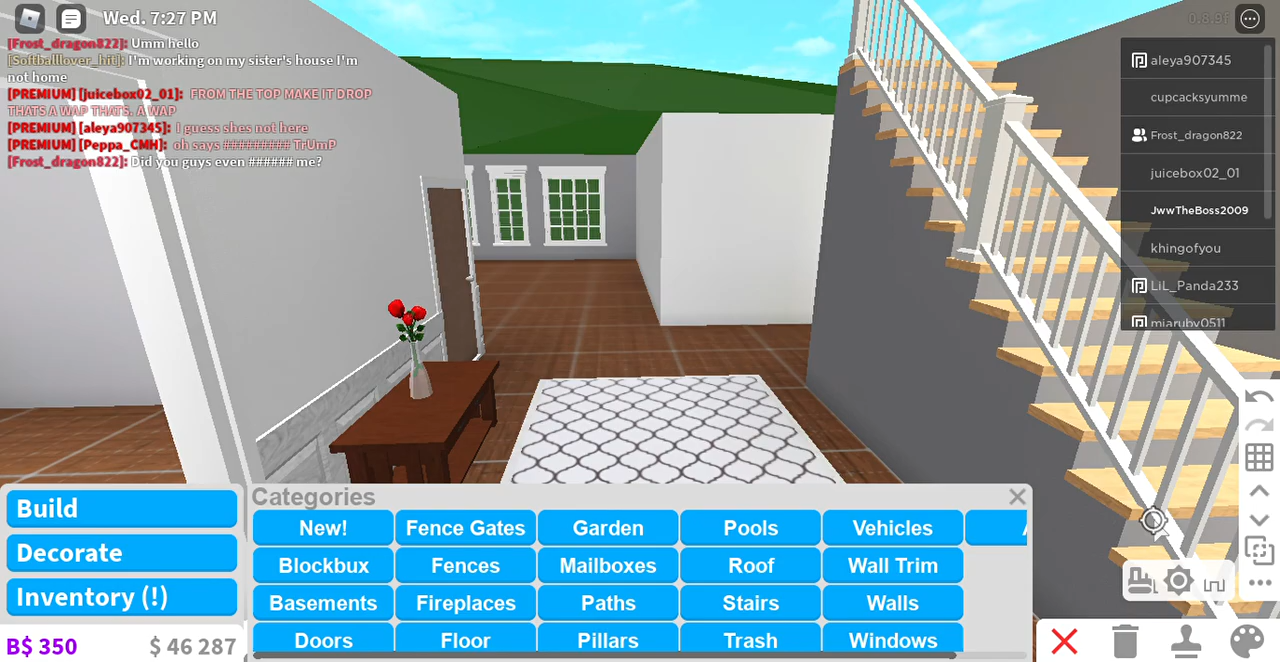 Wed. 7:27 PM
0.8.9f
[Frost_dragon822]: Umm hello
[Softballlover_hit]: I'm working on my sister's house I'm
not home
[PREMIUM] [juicebox02_01]: FROM THE TOP MAKE IT DROP
THATS A WAP THATS. A WAP
[PREMIUM] [aleya907345]: I guess shes not here
[PREMIUM] [Peppa_CMH]: oh says ######### TrUmP
[Frost_dragon822]: Did you guys even ###### me?
aleya907345
cupcacksyumme
Frost_dragon822
juicebox02_01
JwwTheBoss2009
khingofyou
LiL_Panda233
miaruby0511
Build
Decorate
Inventory (!)
B$ 350
$ 46 287
Categories
New! Fence Gates Garden Pools Vehicles
Blockbux Fences Mailboxes Roof Wall Trim
Basements Fireplaces Paths Stairs Walls
Doors Floor Pillars Trash Windows